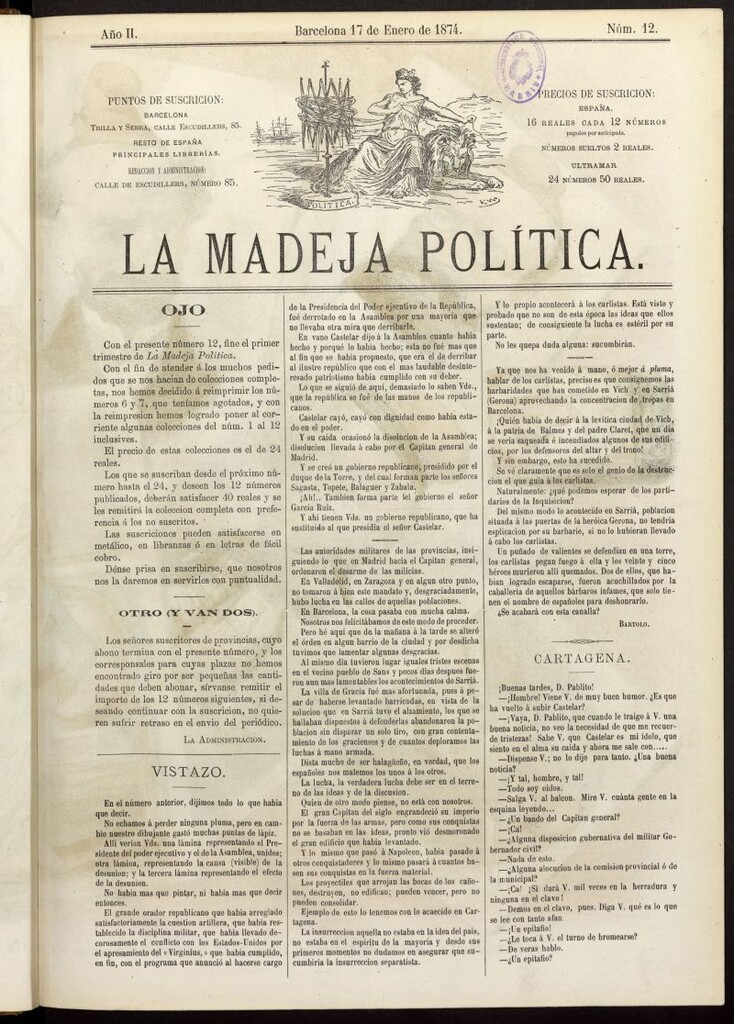 Año II.
Barcelona 17 de Enero de 1874.
Núm. 12.
PUNTOS DE SUSCRICION:
BARCELONA
TRILLA Y SERRA, CALLE ESCUDILLERS, 85.
RESTO DE ESPAÑA
PRINCIPALES LIBRERÍAS.
REDACCION Y ADMINISTRACION:
CALLE DE ESCUDILLERS, NÚMERO 85.
POLITICA.
PRECIOS DE SUSCRICION:
ESPAÑA.
16 REALES CADA 12 NÚMEROS
pagados por anticipado.
NÚMEROS SUELTOS 2 REALES.
ULTRAMAR
24 NÚMEROS 50 REALES.
LA MADEJA POLÍTICA.
OJO
Con el presente número 12, fine el primer
trimestre de La Madeja Política.
Con el fin de atender á los muchos pedi-
dos que se nos hacian de colecciones comple-
tas, nos hemos decidido á reimprimir los nú-
meros 6 y 7, que teníamos agotados, y con
la reimpresion hemos logrado poner al cor-
riente algunas colecciones del núm. 1 al 12
inclusives.
El precio de estas colecciones es el de 24
reales.
Los que se suscriban desde el próximo nú-
mero hasta el 24, y deseen los 12 números
publicados, deberán satisfacer 40 reales y se
les remitirá la coleccion completa con prefe-
rencia á los no suscritos.
Las suscriciones pueden satisfacerse en
metálico, en libranzas ó en letras de fácil
cobro.
Dénse prisa en suscribirse, que nosotros
nos la daremos en servirles con puntualidad.
OTRO (Y VAN DOS).
Los señores suscritores de provincias, cuyo
abono termina con el presente número, y los
corresponsales para cuyas plazas no hemos
encontrado giro por ser pequeñas las canti-
dades que deben abonar, sírvanse remitir el
importe de los 12 números siguientes, si de-
seando continuar con la suscricion, no quie-
ren sufrir retraso en el envio del periódico.
LA ADMINISTRACION.
VISTAZO.
En el número anterior, dijimos todo lo que habia
que decir.
No echamos á perder ninguna pluma, pero en cam-
bio nuestro dibujante gastó muchas puntas de lápiz.
Allí verian Vds. una lámina representando el Pre-
sidente del poder ejecutivo y el de la Asamblea, unidos;
otra lámina, representando la causa (visible) de la
desunion; y la tercera lámina representando el efecto
de la desunion.
No habia mas que pintar, ni habia mas que decir
entonces.
El grande orador republicano que habia arreglado
satisfactoriamente la cuestion artillera, que habia res-
tablecido la disciplina militar, que habia llevado de-
corosamente el conflicto con los Estados-Unidos por
el apresamiento del «Virginius,» que habia cumplido,
en fin, con el programa que anunció al hacerse cargo
de la Presidencia del Poder ejecutivo de la República,
fué derrotado en la Asamblea por una mayoría que
no llevaba otra mira que derribarle.
En vano Castelar dijó á la Asamblea cuanto habia
hecho y porqué lo habia hecho; esta no fué mas que
al fin que se habia propuesto, que era el de derribar
al ilustre república que con el mas laudable desinte-
resado patriotismo habia cumplido con su deber.
Lo que se siguió de aquí, demasiado lo saben Vds.,
que la república se fué de las manos de los republi-
canos.
Castelar cayó, cayó con dignidad como habia esta-
do en el poder.
Y su caida ocasionó la disolucion de la Asamblea;
disolucion llevada á cabo por el Capitan general de
Madrid.
Y se creó un gobierno republicano, presidido por el
duque de la Torre, y del cual forman parte los señores
Sagasta, Topete, Balaguer y Zabala.
¡Ah!.. Tambien forma parte del gobierno el señor
García Ruiz.
Y ahí tienen Vds. un gobierno republicano, que ha
sustituido al que presidia el señor Castelar.
Las autoridades militares de las provincias, insi-
guiendo lo que en Madrid hacia el Capitan general,
ordenaron el desarme de las milicias.
En Valladolid, en Zaragoza y en algun otro punto,
no tomaron á bien este mandato y, desgraciadamente,
hubo lucha en las calles de aquellas poblaciones.
En Barcelona, la cosa pasaba con mucha calma.
Nosotros nos felicitábamos de este modo de proceder.
Pero hé aquí que de la mañana á la tarde se alteró
el órden en algun barrio de la ciudad y por desdicha
tuvimos que lamentar algunas desgracias.
Al mismo dia tuvieron lugar iguales tristes escenas
en el vecino pueblo de Sans y pocos dias despues fue-
ron aun mas lamentables los acontecimientos de Sarriá.
La villa de Gracia fué mas afortunada, pues á pe-
sar de haberse levantado barricadas, en vista de la
solucion que en Sarriá tuvo el alzamiento, los que se
hallaban dispuestos á defenderlas abandonaron la po-
blacion sin disparar un solo tiro, con gran contenta-
miento de los gracienses y de cuantos deploramos las
luchas á mano armada.
Dista mucho de ser halagüeño, en verdad, que los
españoles nos matemos los unos á los otros.
La lucha, la verdadera lucha debe ser en el terre-
no de las ideas y de la discusion.
Quien de otro modo piense, no está con nosotros.
El gran Capitan del siglo engrandeció su imperio
por la fuerza de las armas, pero como sus conquistas
no se basaban en las ideas, pronto vió desmoronado
el gran edificio que habia levantado.
Y lo mismo que pasó á Napoleon, habia pasado á
otros conquistadores y lo mismo pasará á cuantos ba-
sen sus conquistas en la fuerza material.
Los proyectiles que arrojan las bocas de los caño-
nes, destruyen, no edifican; pueden vencer, pero no
pueden consolidar.
Ejemplo de esto lo tenemos con lo acaecido en Car-
tagena.
La insurreccion aquella no estaba en la idea del pais,
no estaba en el espíritu de la mayoría y desde sus
primeros momentos no dudamos en asegurar que su-
cumbiria la insurreccion separatista.
Y lo propio acontecerá á los carlistas. Está visto y
probado que no son de esta época las ideas que ellos
sustentan; de consiguiente la lucha es estéril por su
parte.
No les quepa duda alguna: sucumbirán.
Ya que nos ha venido á mano, ó mejor á pluma,
hablar de los carlistas, preciso es que consignemos las
barbaridades que han cometido en Vich y en Sarriá
(Gerona) aprovechando la concentracion de tropas en
Barcelona.
¡Quién habia de decir á la levítica ciudad de Vich,
á la patria de Balmes y del padre Claret, que un dia
se veria saqueada é incendiados algunos de sus edifi-
cios, por los defensores del altar y del trono!
Y sin embargo, esto ha sucedido.
Se vé claramente que es solo el genio de la destruc-
cion el que guia á los carlistas.
Naturalmente: ¿qué podemos esperar de los parti-
darios de la Inquisicion?
Del mismo modo lo acontecido en Sarriá, poblacion
situada á las puertas de la heróica Gerona, no tendria
esplicacion por su barbarie, si no lo hubieran llevado
á cabo los carlistas.
Un puñado de valientes se defendian en una torre,
los carlistas pegan fuego á ella y los veinte y cinco
héroes murieron allí quemados. Dos de ellos, que ha-
bian logrado escaparse, fueron acuchillados por la
caballería de aquellos bárbaros infames, que solo tie-
nen el nombre de españoles para deshonrarlo.
¿Se acabará con esta canalla?
BARTOLO.
CARTAGENA.
¡Buenas tardes, D. Pablito!
—¡Hombre! Viene V. de muy buen humor. ¿Es que
ha vuelto á subir Castelar?
—¡Vaya, D. Pablito, que cuando le traigo á V. una
buena noticia, no veo la necesidad de que me recuer-
de tristezas! Sabe V. que Castelar es mi ídolo, que
siento en el alma su caida y ahora me sale con.....
—Dispense V.; no lo dije para tanto. ¿Una buena
noticia?
—¡Y tal, hombre, y tal!
—Todo soy oidos.
—Salga V. al balcon. Mire V. cuánta gente en la
esquina leyendo...
—¿Un bando del Capitan general?
—¡Ca!
—¿Alguna disposicion gubernativa del militar Go-
bernador civil?
—Nada de esto.
—¿Alguna alocucion de la comision provincial ó de
la municipal?
—¡Ca! ¡Si dará V. mil veces en la herradura y
ninguna en el clavo!
—Demos en el clavo, pues. Diga V. qué es lo que
se lee con tanto afan.
—¡Un epitafio!
—¿Le toca á V. el turno de bromearse?
—De veras hablo.
—¿Un epitafio?